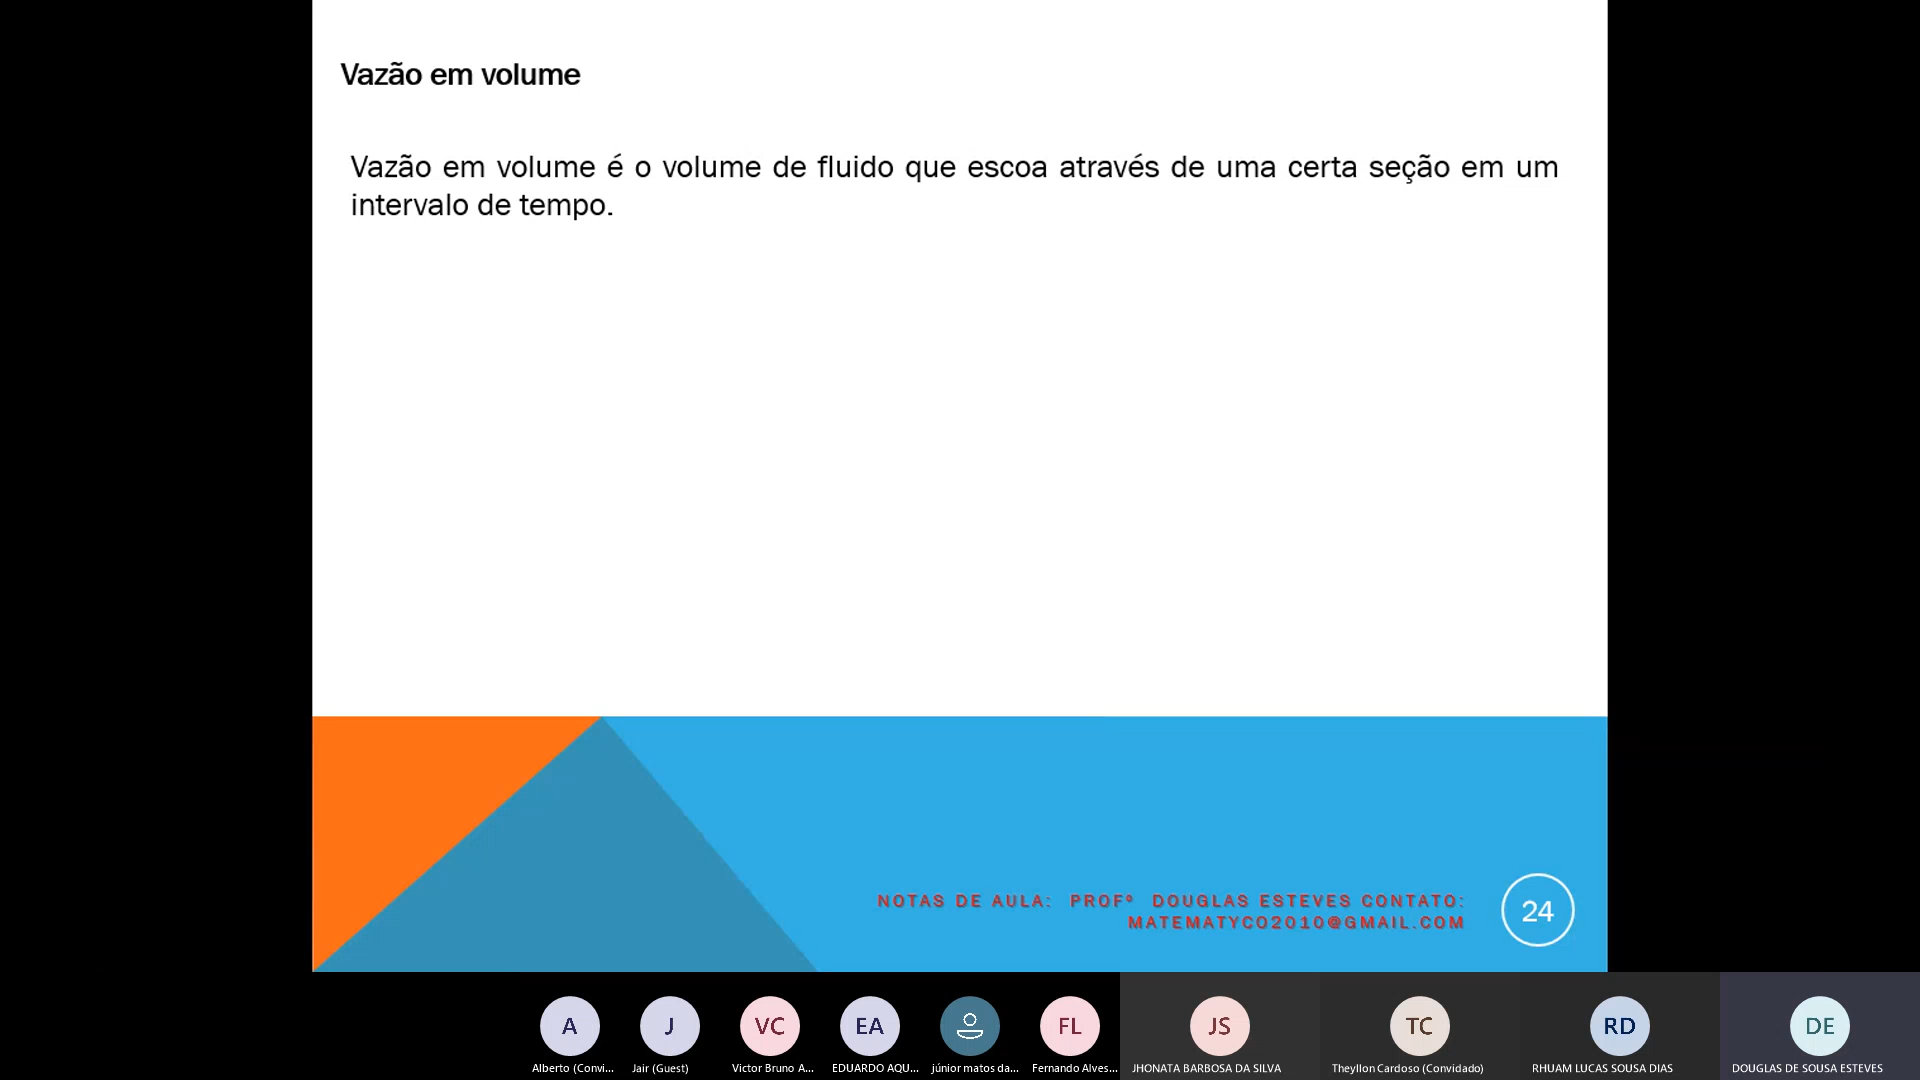 Vazão em volume
Vazão em volume é o volume de fluido que escoa através de uma certa seção em um
intervalo de tempo.
NOTAS DE AULA: PROFº DOUGLAS ESTEVES CONTATO:
MATEMATYCO2010@GMAIL.COM
24
A
J
VC
EA
FL
JS
TC
RD
DE
Alberto (Convi...
Jair (Guest)
Victor Bruno A...
EDUARDO AQU...
júnior matos da...
Fernando Alves...
JHONATA BARBOSA DA SILVA
Theyllon Cardoso (Convidado)
RHUAM LUCAS SOUSA DIAS
DOUGLAS DE SOUSA ESTEVES